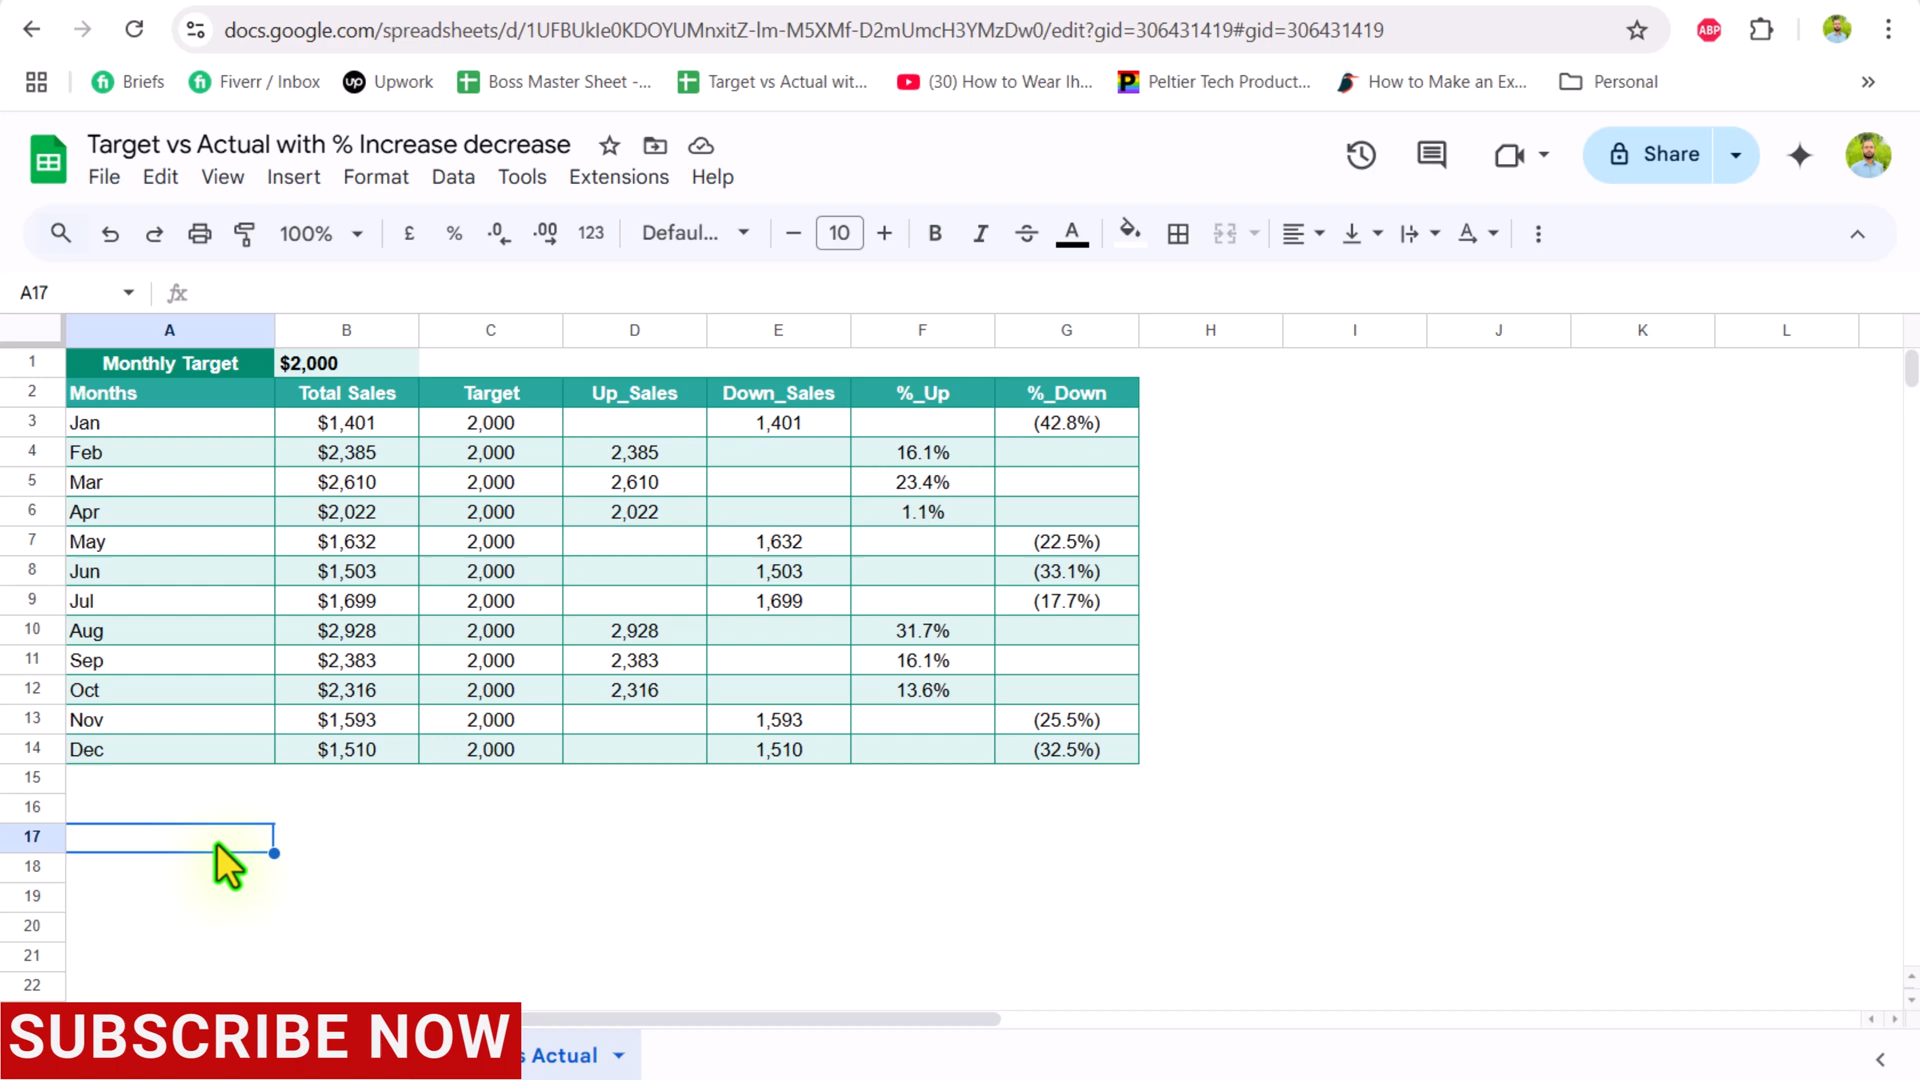 docs.google.com/spreadsheets/d/1UFBUkIe0KDOYUMnxitZ-Im-M5XMf-D2mUmcH3YMzDw0/edit?gid=306431419#gid=306431419
ABP
Briefs Fiverr / Inbox Upwork Boss Master Sheet -... Target vs Actual wit... (30) How to Wear Ih... Peltier Tech Product... How to Make an Ex... Personal
Target vs Actual with % Increase decrease
File Edit View Insert Format Data Tools Extensions Help
Share
100% £ % .0 .00 123 Defaul... 10 B I A
A17 fx
A B C D E F G H I J K L
1 Monthly Target $2,000
2 Months Total Sales Target Up_Sales Down_Sales %_Up %_Down
3 Jan $1,401 2,000 1,401 (42.8%)
4 Feb $2,385 2,000 2,385 16.1%
5 Mar $2,610 2,000 2,610 23.4%
6 Apr $2,022 2,000 2,022 1.1%
7 May $1,632 2,000 1,632 (22.5%)
8 Jun $1,503 2,000 1,503 (33.1%)
9 Jul $1,699 2,000 1,699 (17.7%)
10 Aug $2,928 2,000 2,928 31.7%
11 Sep $2,383 2,000 2,383 16.1%
12 Oct $2,316 2,000 2,316 13.6%
13 Nov $1,593 2,000 1,593 (25.5%)
14 Dec $1,510 2,000 1,510 (32.5%)
15
16
17
18
19
20
21
22
SUBSCRIBE NOW
s Actual